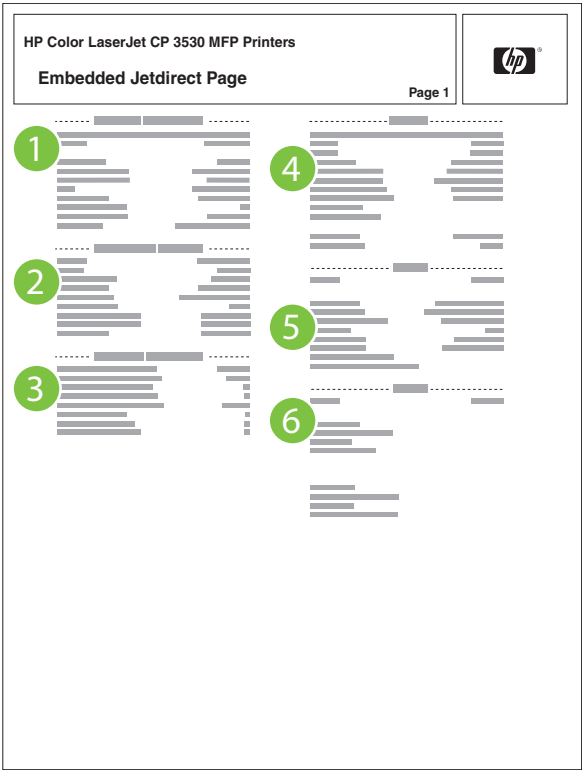 HP Color LaserJet CP 3530 MFP Printers
Embedded Jetdirect Page
Page 1
hp
®
1
2
3
4
5
6